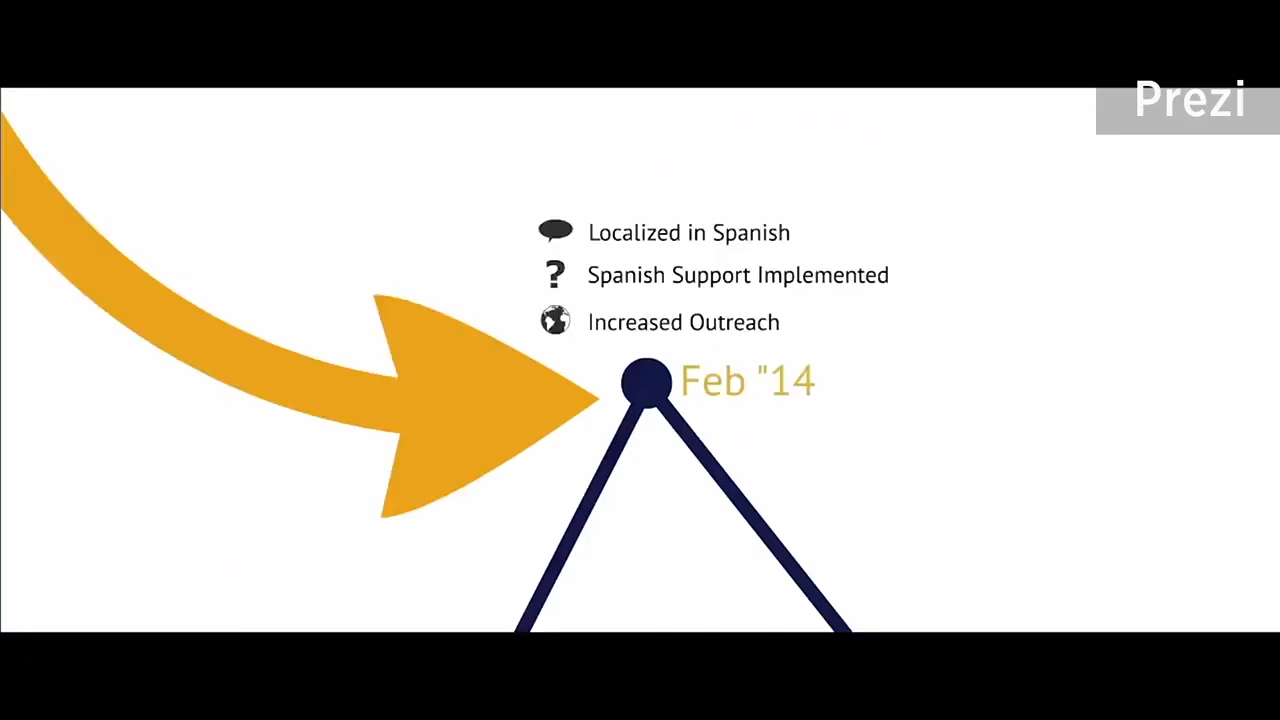 Prezi
Localized in Spanish
Spanish Support Implemented
? Increased Outreach
Feb "14